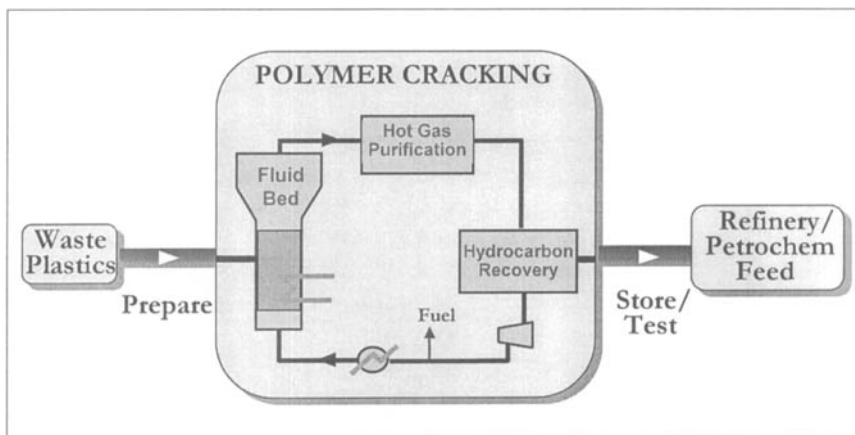 POLYMER CRACKING
Hot Gas
Purification
Fluid
Bed
Waste
Plastics
Prepare
Hydrocarbon
Recovery
Refinery/
Petrochem
Feed
Store/
Test
Fuel